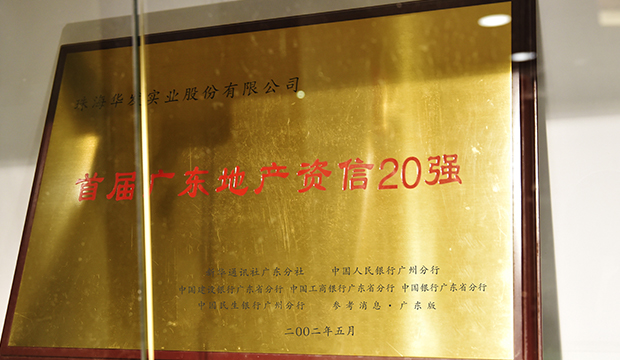 珠海华发实业股份有限公司
首届广东地产资信20强
新华通讯社广东分社 中国人民银行广州分行
中国建设银行广东省分行 中国工商银行广东省分行 中国银行广东省分行
中国民生银行广州分行 参考消息·广东版
二〇〇二年五月